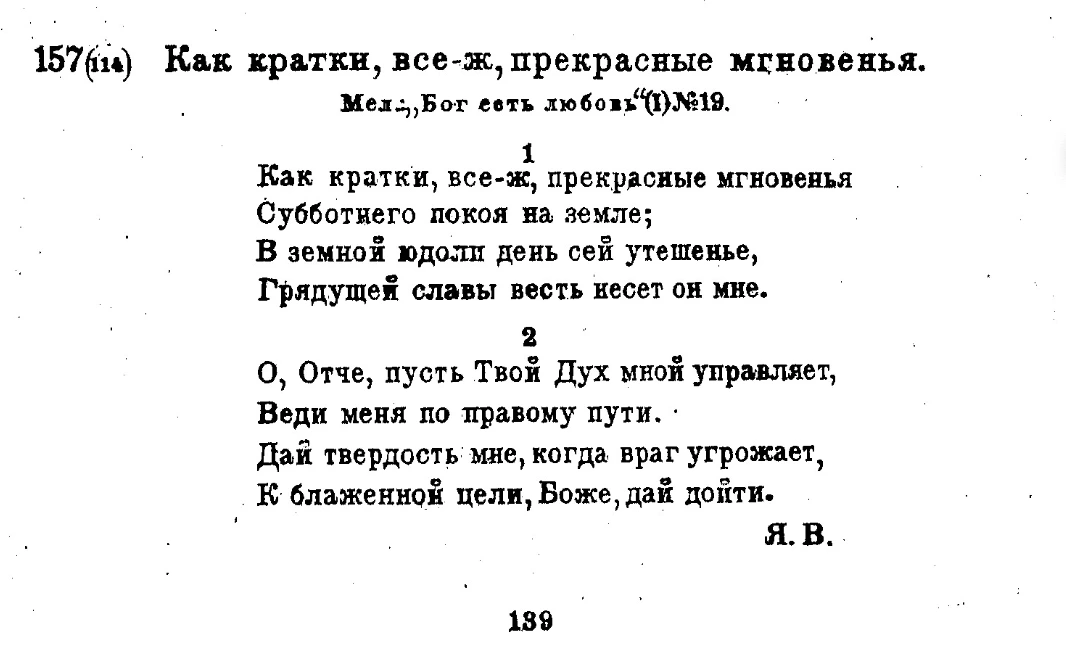 157(114) Как кратки, все-ж, прекрасные мгновенья.
Мел. „Бог есть любовь“(I)№19.
1
Как кратки, все-ж, прекрасные мгновенья
Субботнего покоя на земле;
В земной юдоли день сей утешенье,
Грядущей славы весть несет он мне.
2
О, Отче, пусть Твой Дух мной управляет,
Веди меня по правому пути.
Дай твердость мне, когда враг угрожает,
К блаженной цели, Боже, дай дойти.
Я. В.
139